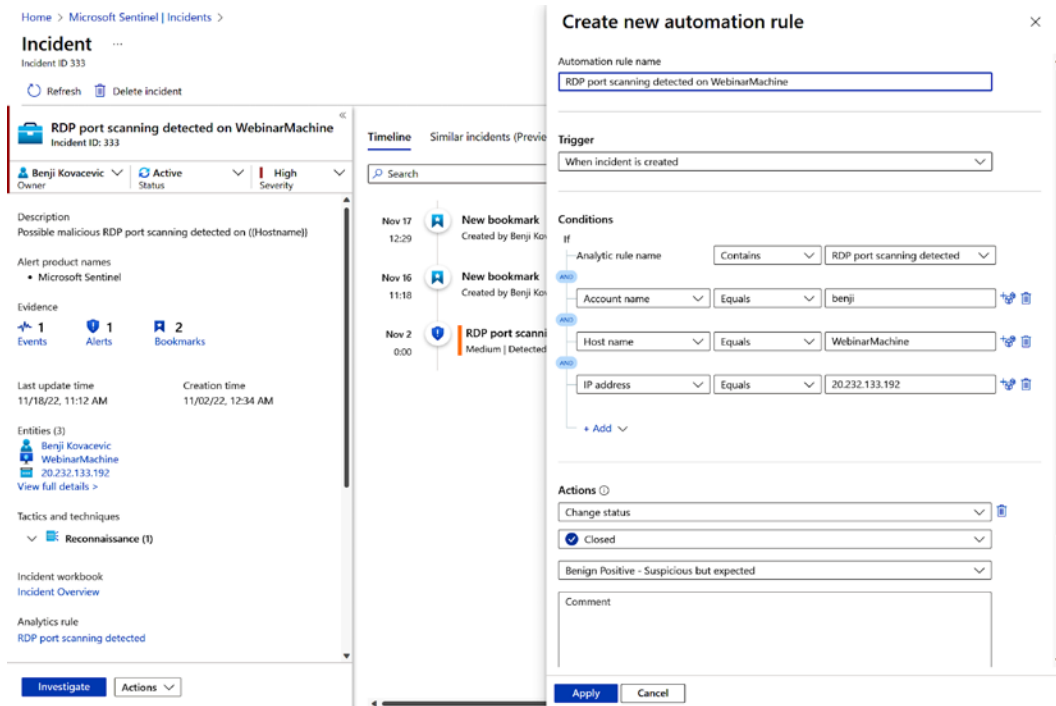 Home > Microsoft Sentinel | Incidents >
Incident ...
Incident ID 333
Refresh Delete incident
RDP port scanning detected on WebinarMachine
Incident ID: 333
Benji Kovacevic Active High
Owner Status Severity
Description
Possible malicious RDP port scanning detected on {{Hostname}}
Alert product names
• Microsoft Sentinel
Evidence
1 1 2
Events Alerts Bookmarks
Last update time Creation time
11/18/22, 11:12 AM 11/02/22, 12:34 AM
Entities (3)
Benji Kovacevic
WebinarMachine
20.232.133.192
View full details >
Tactics and techniques
Reconnaissance (1)
Incident workbook
Incident Overview
Analytics rule
RDP port scanning detected
Investigate Actions
Timeline Similar incidents (Previe
Search
Nov 17 New bookmark
12:29 Created by Benji Kov
Nov 16 New bookmark
11:18 Created by Benji Kov
Nov 2 RDP port scanni
0:00 Medium | Detected
Create new automation rule
Automation rule name
RDP port scanning detected on WebinarMachine
Trigger
When incident is created
Conditions
If
Analytic rule name Contains RDP port scanning detected
AND
Account name Equals benji
AND
Host name Equals WebinarMachine
AND
IP address Equals 20.232.133.192
+ Add
Actions
Change status
Closed
Benign Positive - Suspicious but expected
Comment
Apply Cancel